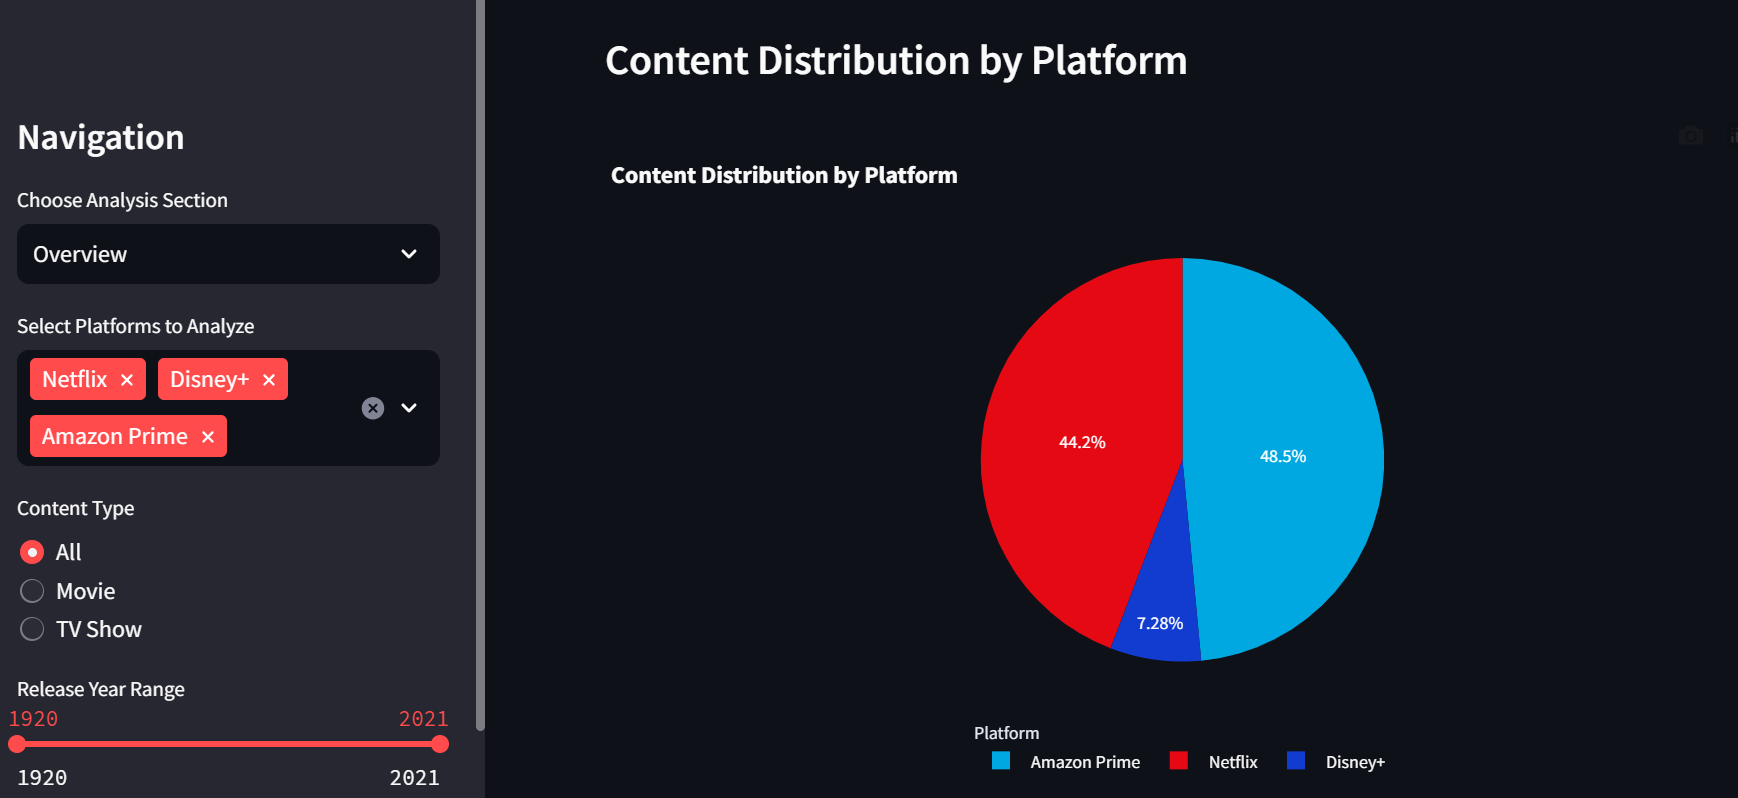 Navigation
Choose Analysis Section
Overview
Select Platforms to Analyze
Netflix × Disney+ ×
Amazon Prime ×
Content Type
All
Movie
TV Show
Release Year Range
1920 2021
1920 2021
Content Distribution by Platform
Content Distribution by Platform
44.2%
48.5%
7.28%
Platform
Amazon Prime Netflix Disney+